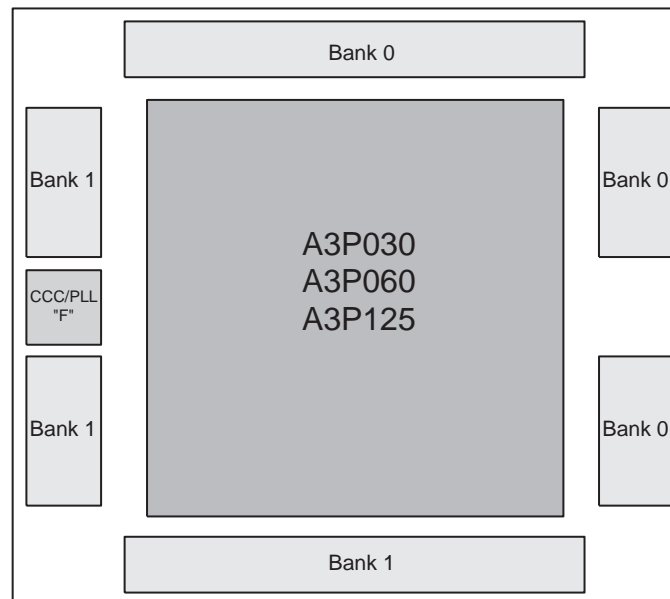 Bank 0
Bank 1
Bank 0
A3P030
A3P060
A3P125
CCC/PLL
"F"
Bank 1
Bank 0
Bank 1